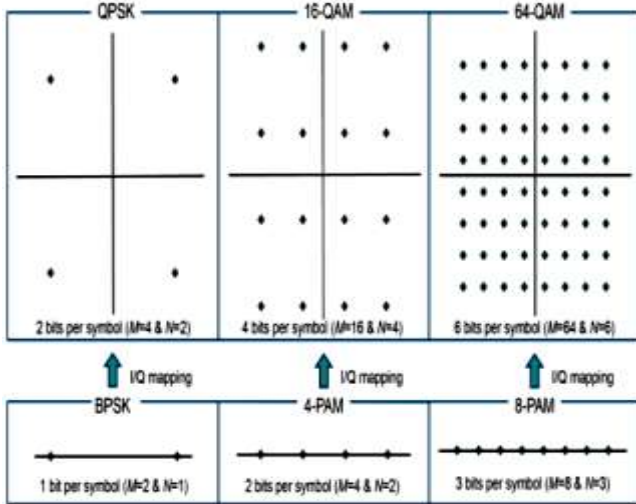 QPSK 16-QAM 64-QAM
2 bits per symbol (M=4 & N=2) 4 bits per symbol (M=16 & N=4) 6 bits per symbol (M=64 & N=6)
I/Q mapping I/Q mapping I/Q mapping
BPSK 4-PAM 8-PAM
1 bit per symbol (M=2 & N=1) 2 bits per symbol (M=4 & N=2) 3 bits per symbol (M=8 & N=3)